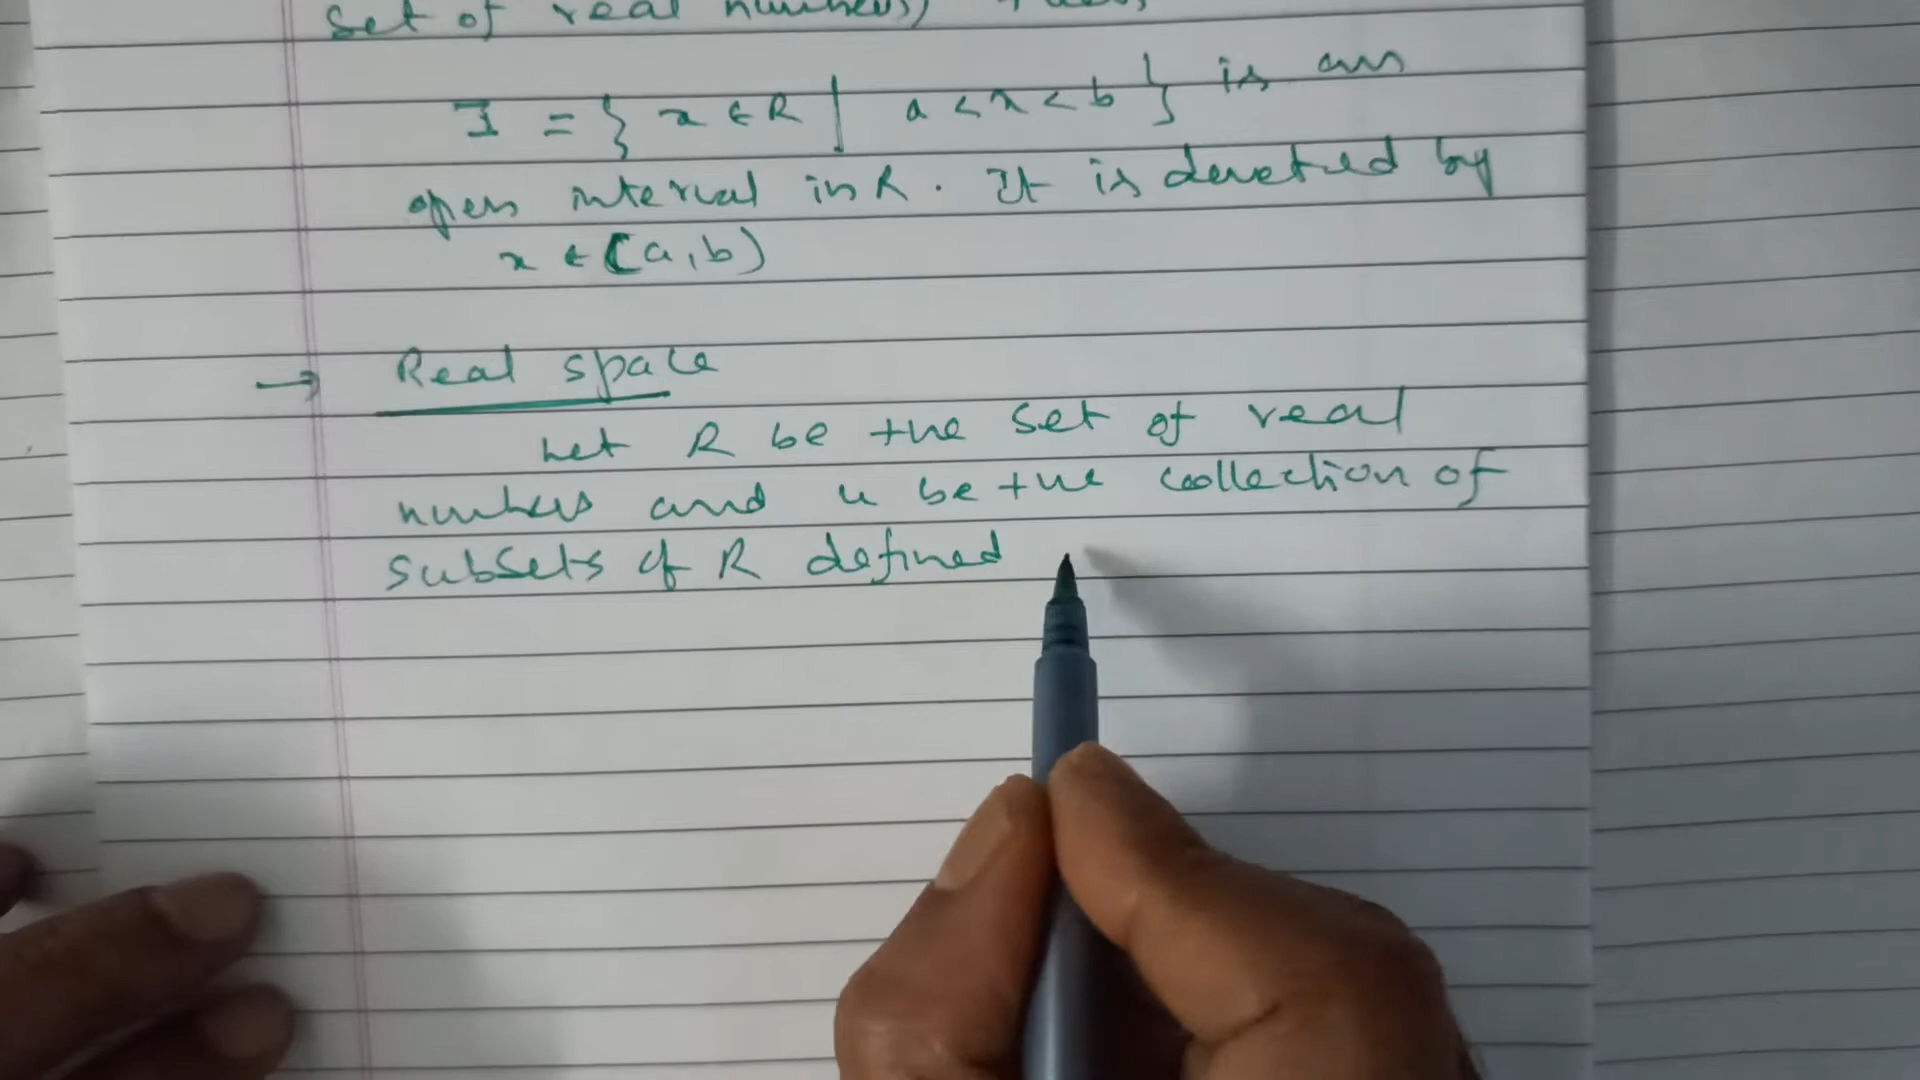 set of real numbers, then,
I = { x ∈ R | a < x < b } is an
open interval in R. It is denoted by
x ∈ (a,b)
→ Real space
Let R be the set of real
numbers and u be the collection of
subsets of R defined